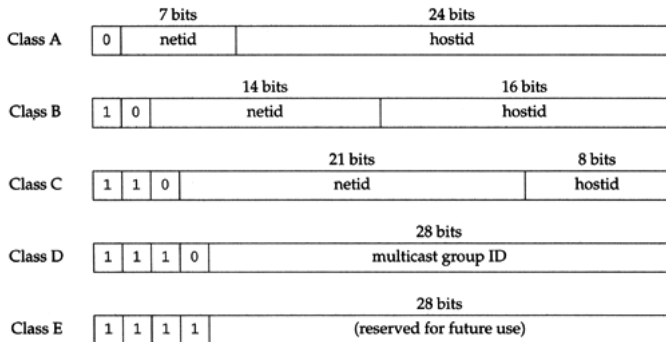 7 bits 24 bits
Class A 0 netid hostid
14 bits 16 bits
Class B 1 0 netid hostid
21 bits 8 bits
Class C 1 1 0 netid hostid
28 bits
Class D 1 1 1 0 multicast group ID
28 bits
Class E 1 1 1 1 (reserved for future use)